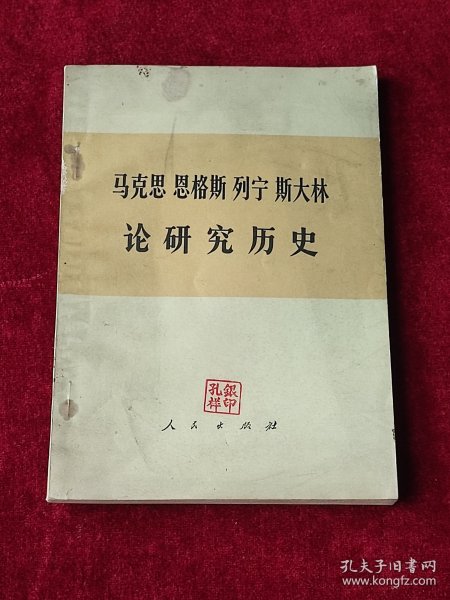 马克思 恩格斯 列宁 斯大林
论研究历史
孔祥
银印
人民出版社
孔夫子旧书网
www.kongfz.com